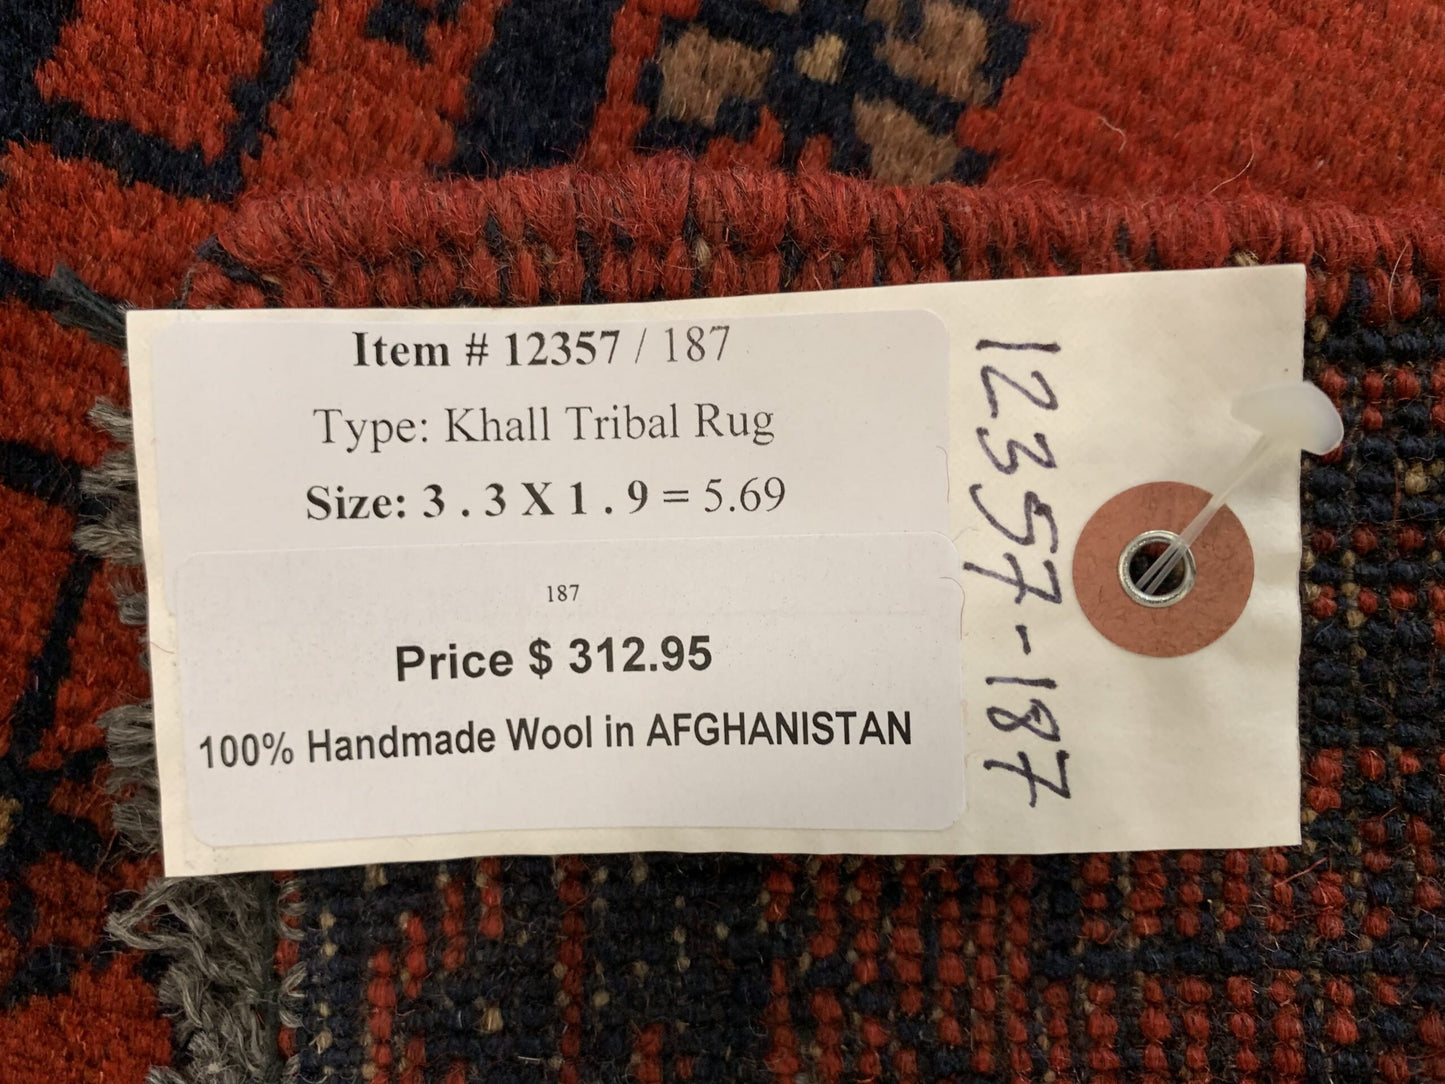 Item # 12357 / 187
Type: Khall Tribal Rug
Size: 3 . 3 X 1 . 9 = 5.69
187
Price $ 312.95
100% Handmade Wool in AFGHANISTAN
12357-187